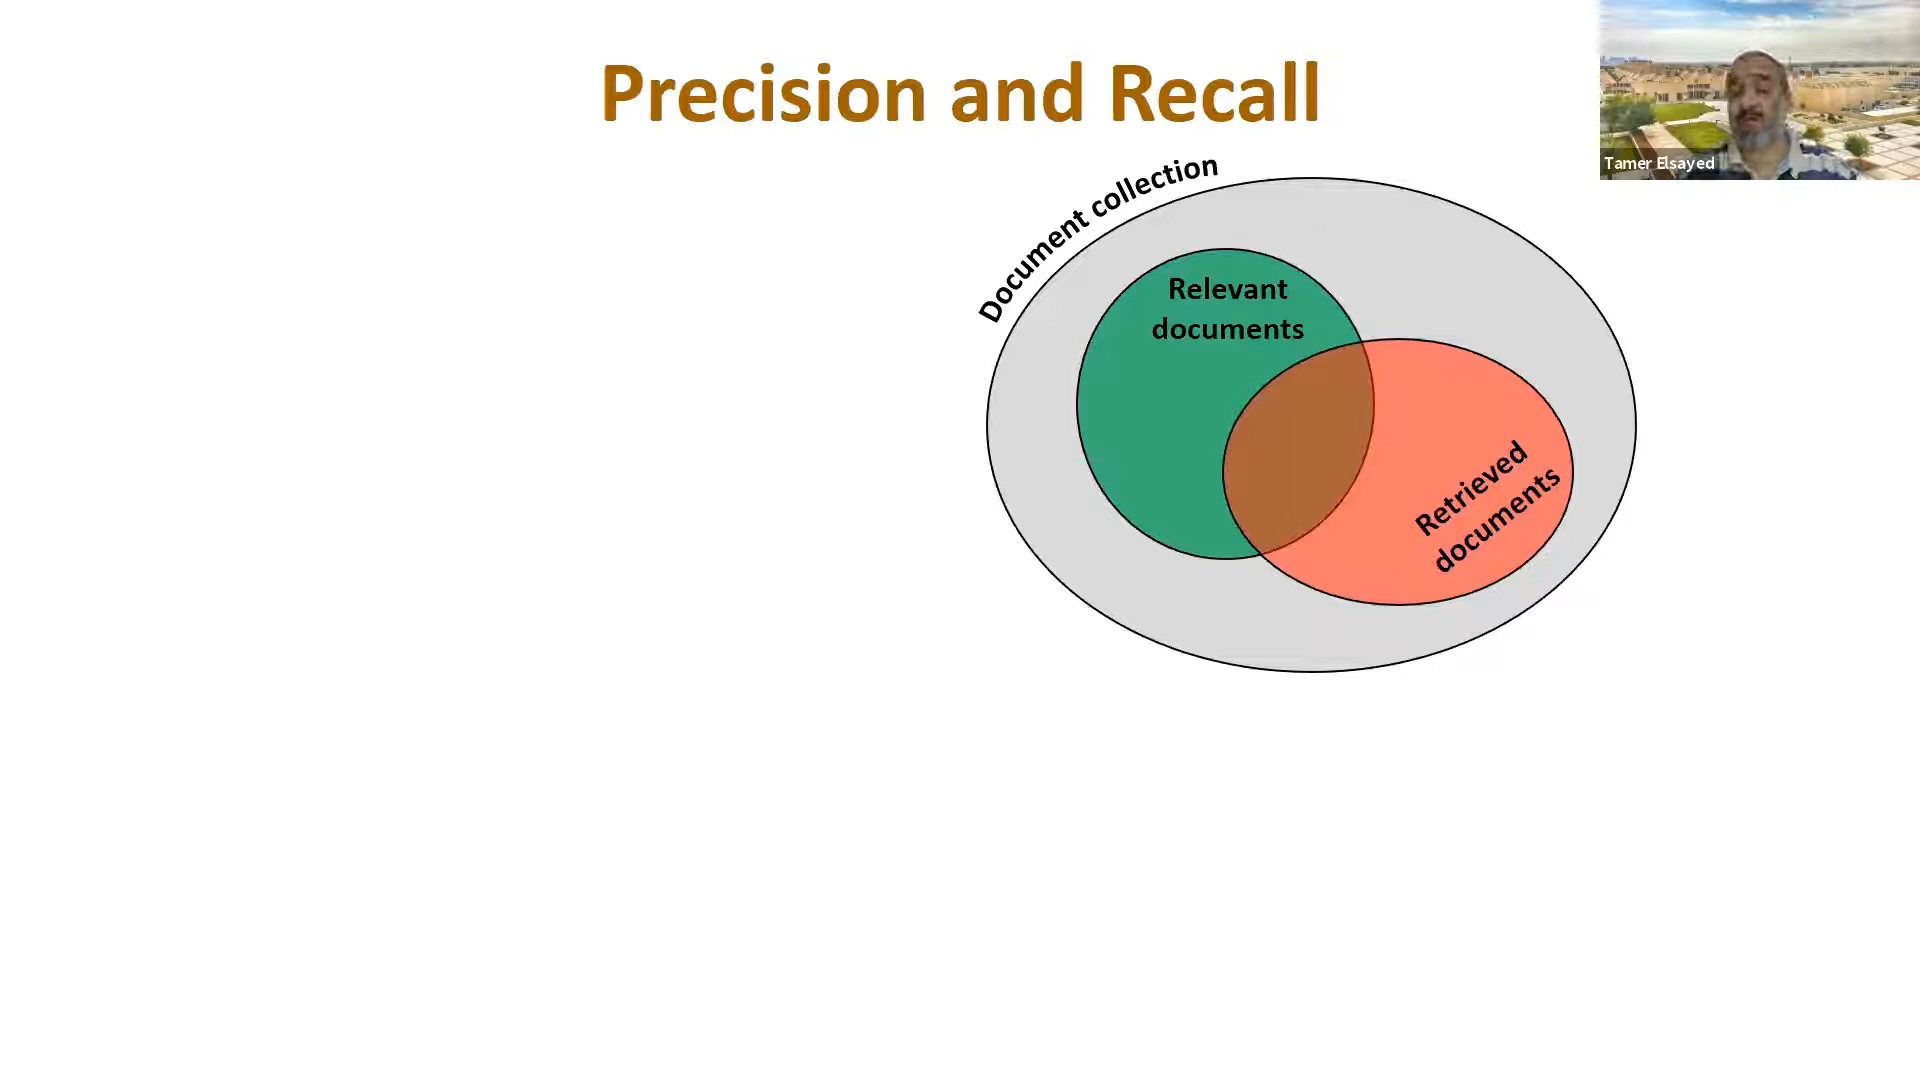 Precision and Recall
Tamer Elsayed
Document collection
Relevant
documents
Retrieved
documents